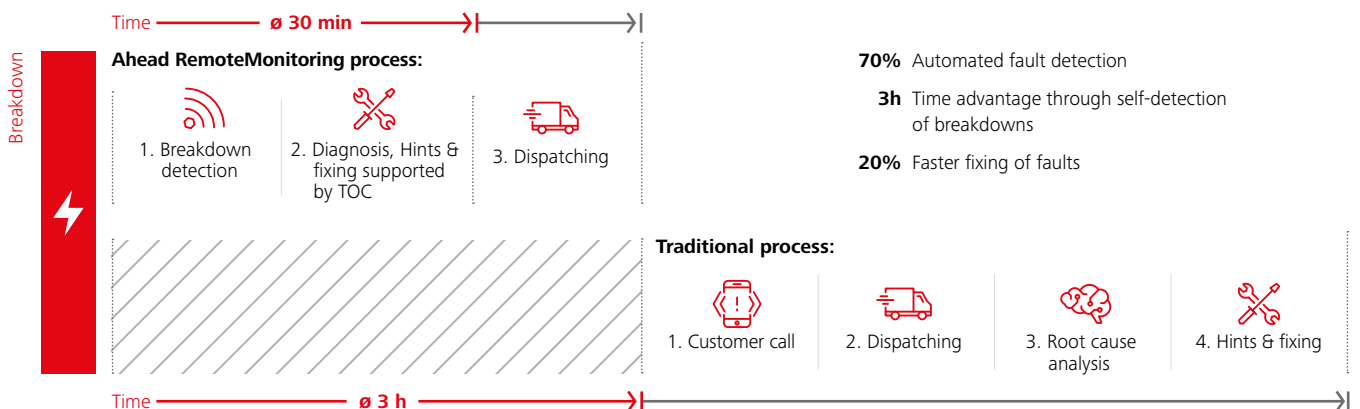 Time ø 30 min
Breakdown
Ahead RemoteMonitoring process:
1. Breakdown
detection
2. Diagnosis, Hints &
fixing supported
by TOC
3. Dispatching
70% Automated fault detection
3h Time advantage through self-detection
of breakdowns
20% Faster fixing of faults
Traditional process:
!
1. Customer call
2. Dispatching
3. Root cause
analysis
4. Hints & fixing
Time ø 3 h